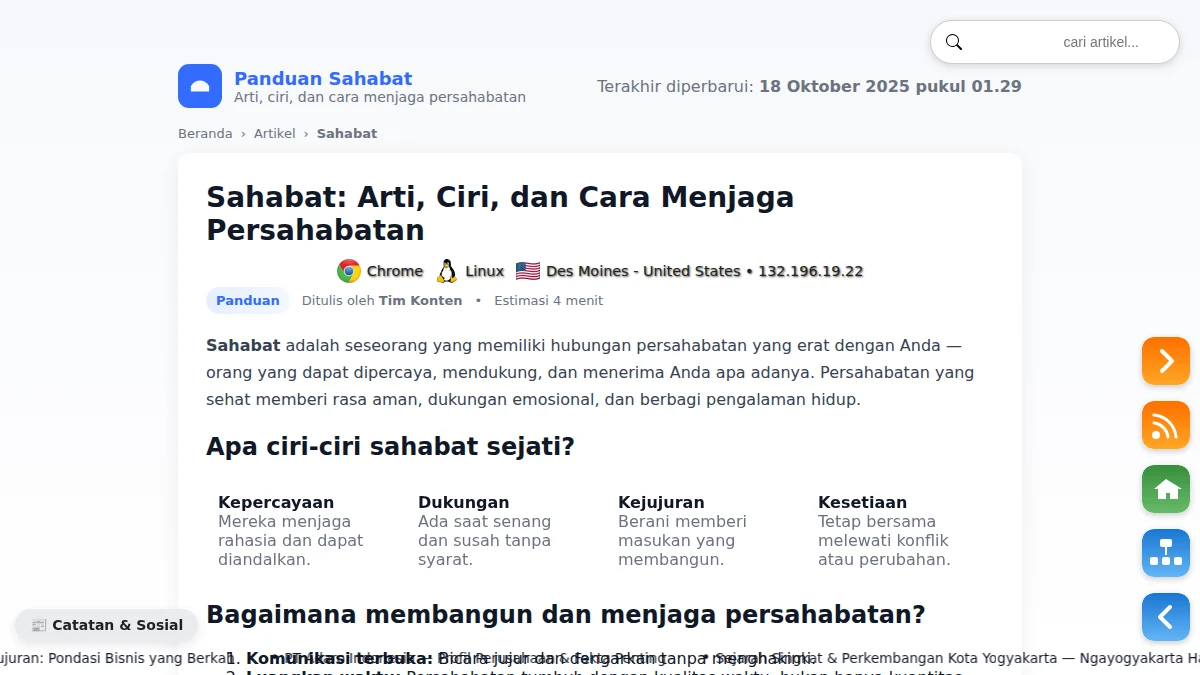 cari artikel...
Panduan Sahabat
Arti, ciri, dan cara menjaga persahabatan
Terakhir diperbarui: 18 Oktober 2025 pukul 01.29
Beranda › Artikel › Sahabat
Sahabat: Arti, Ciri, dan Cara Menjaga
Persahabatan
Chrome Linux Des Moines - United States • 132.196.19.22
Panduan Ditulis oleh Tim Konten • Estimasi 4 menit
Sahabat adalah seseorang yang memiliki hubungan persahabatan yang erat dengan Anda —
orang yang dapat dipercaya, mendukung, dan menerima Anda apa adanya. Persahabatan yang
sehat memberi rasa aman, dukungan emosional, dan berbagi pengalaman hidup.
Apa ciri-ciri sahabat sejati?
Kepercayaan
Mereka menjaga
rahasia dan dapat
diandalkan.
Dukungan
Ada saat senang
dan susah tanpa
syarat.
Kejujuran
Berani memberi
masukan yang
membangun.
Kesetiaan
Tetap bersama
melewati konflik
atau perubahan.
Bagaimana membangun dan menjaga persahabatan?
📰 Catatan & Sosial
1. Komunikasi terbuka: Bicara jujur dan dengarkan tanpa menghakimi.
ujuran: Pondasi Bisnis yang Berkah
Profil Perusahaan & Fakta Penting
• Sejarah Singkat & Perkembangan Kota Yogyakarta — Ngayogyakarta Ha
2. Luangkan waktu: Persahabatan tumbuh dengan kualitas waktu, bukan hanya kuantitas